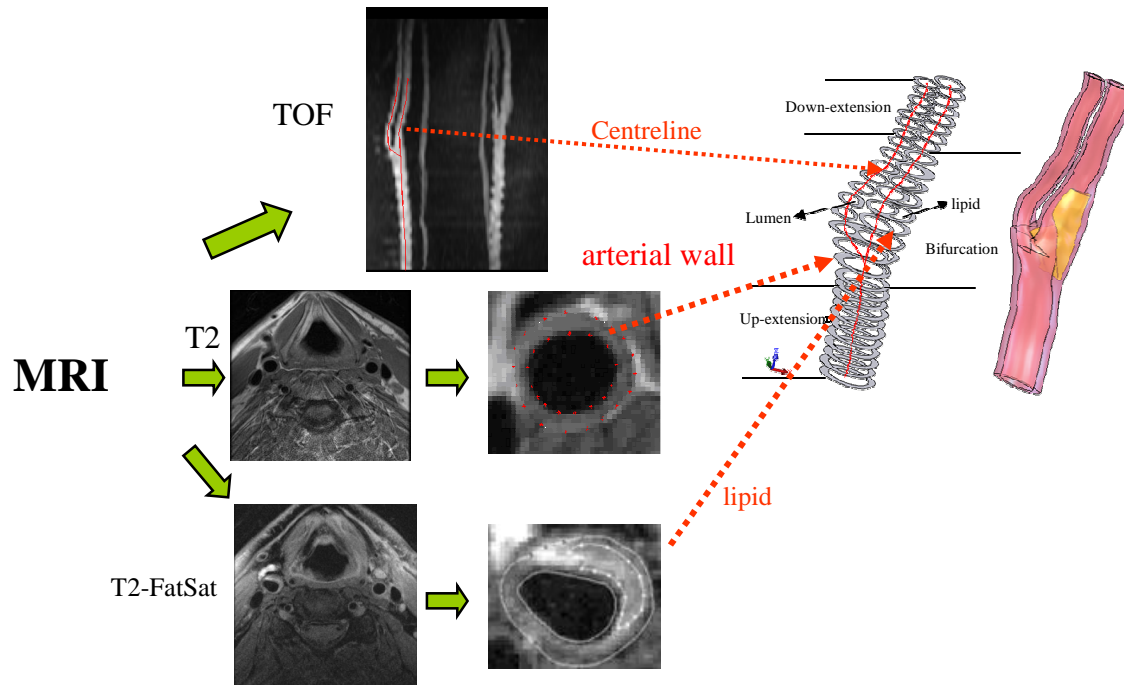 TOF
Centreline
Down-extension
Lumen
lipid
Bifurcation
arterial wall
Up-extension
T2
MRI
lipid
T2-FatSat